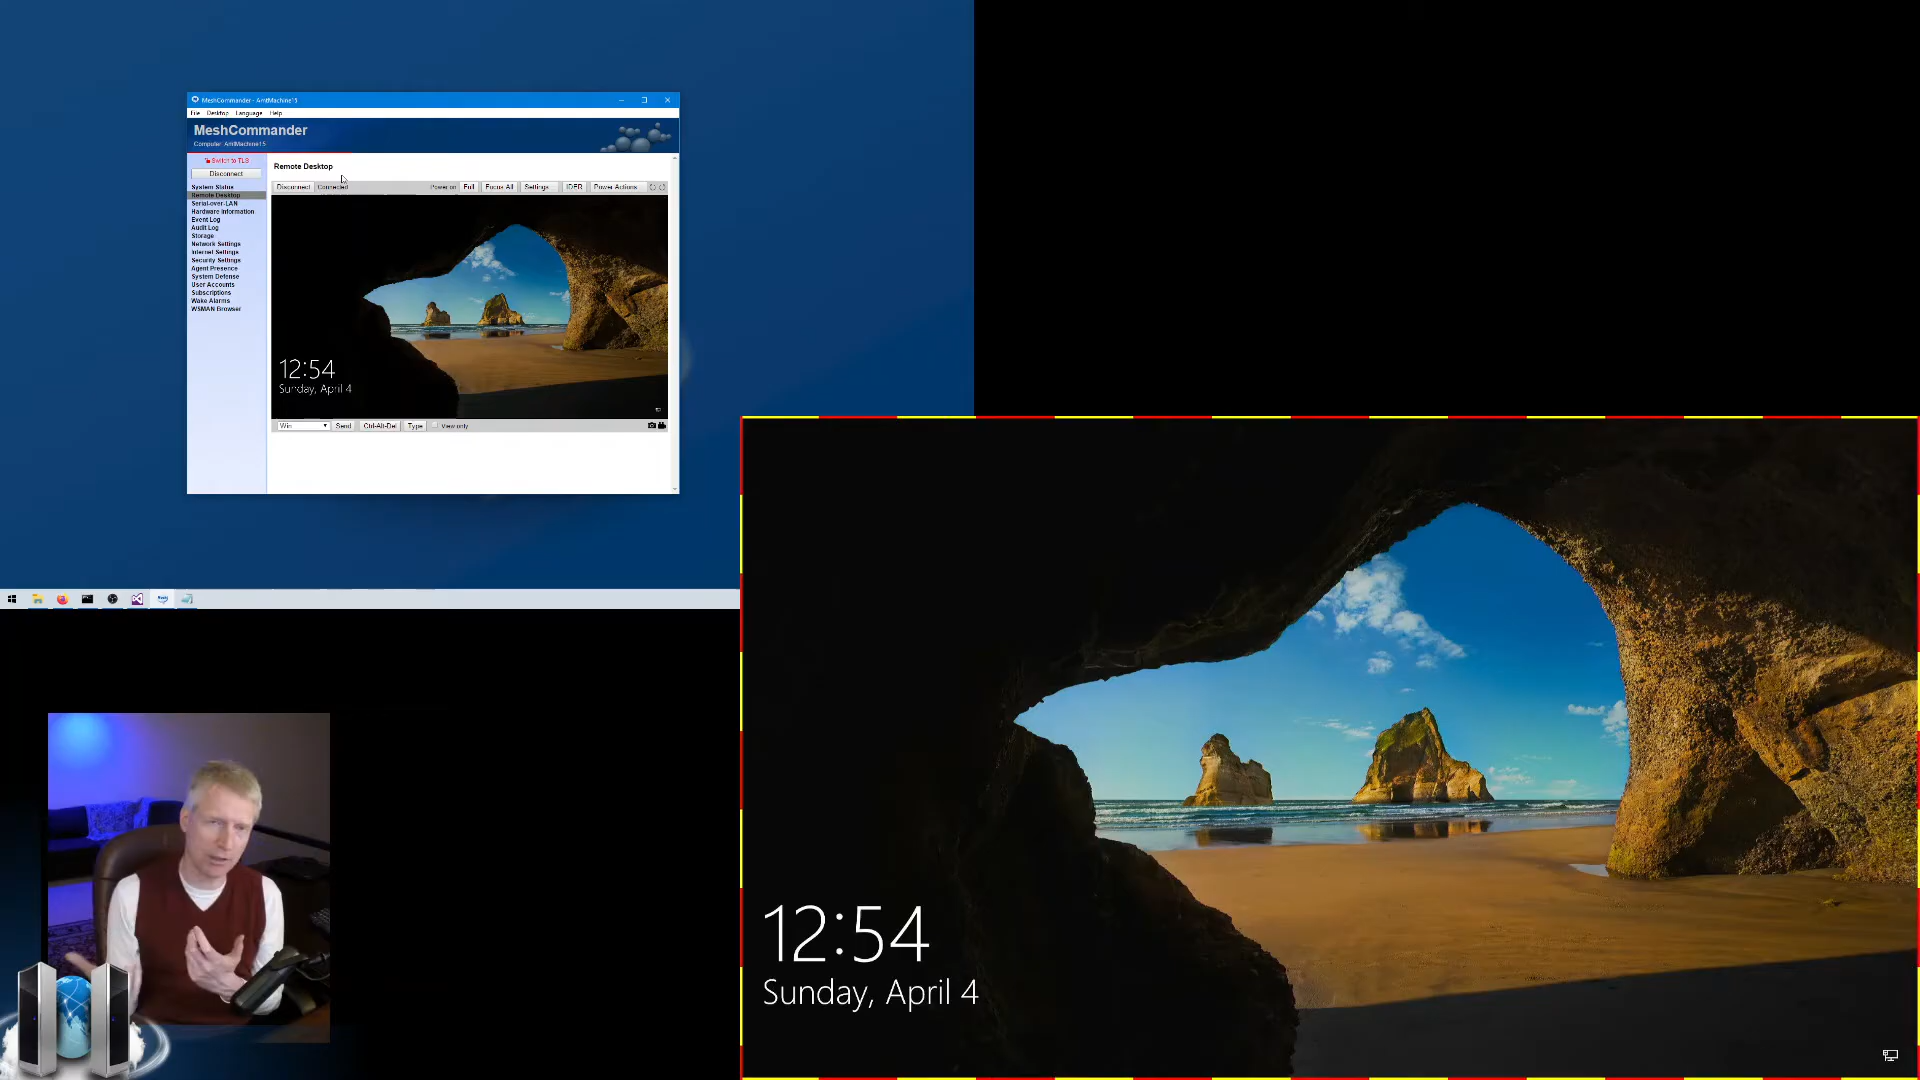 MeshCommander - AmtMachine15
File Desktop Language Help
MeshCommander
Computer: AmtMachine15
Switch to TLS
Disconnect
System Status
Remote Desktop
Serial-over-LAN
Hardware Information
Event Log
Audit Log
Storage
Network Settings
Internet Settings
Security Settings
Agent Presence
System Defense
User Accounts
Subscriptions
Wake Alarms
WSMAN Browser
Remote Desktop
Disconnect Connected Power on Full Focus All Settings IDER Power Actions
12:54
Sunday, April 4
Win Send Ctrl-Alt-Del Type View only
12:54
Sunday, April 4